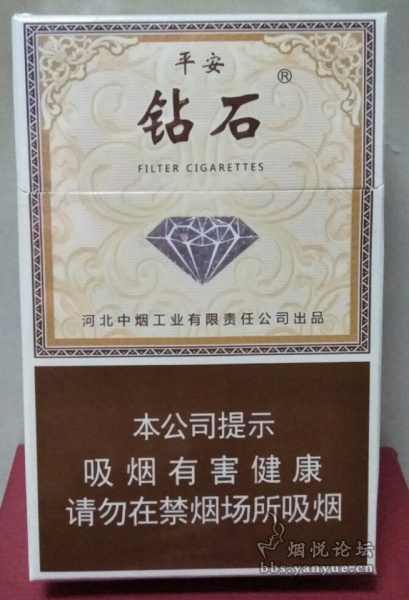 平安
钻石®
FILTER CIGARETTES
河北中烟工业有限责任公司出品
本公司提示
吸烟有害健康
请勿在禁烟场所吸烟
烟悦论坛
bbs.yanyue.cn